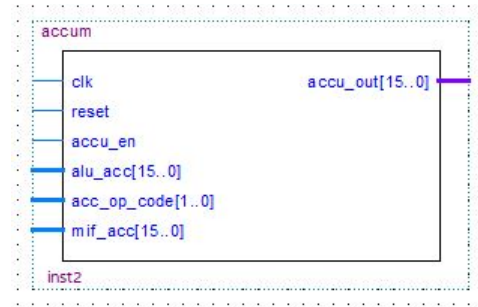 accum
clk
accu_out[15..0]
reset
accu_en
alu_acc[15..0]
acc_op_code[1..0]
mif_acc[15..0]
inst2